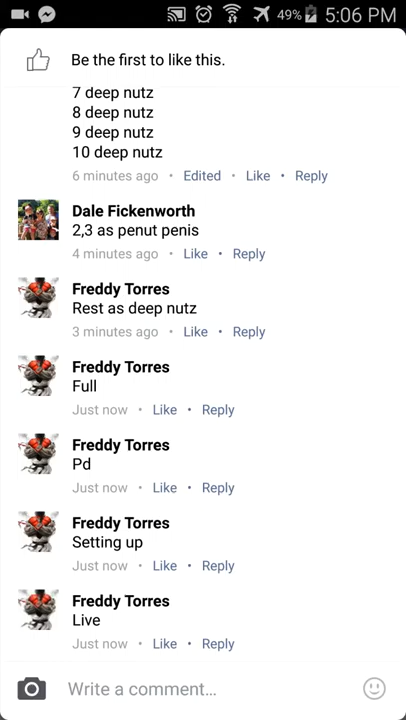 49% 5:06 PM
Be the first to like this.
7 deep nutz
8 deep nutz
9 deep nutz
10 deep nutz
6 minutes ago • Edited • Like • Reply
Dale Fickenworth
2,3 as penut penis
4 minutes ago • Like • Reply
Freddy Torres
Rest as deep nutz
3 minutes ago • Like • Reply
Freddy Torres
Full
Just now • Like • Reply
Freddy Torres
Pd
Just now • Like • Reply
Freddy Torres
Setting up
Just now • Like • Reply
Freddy Torres
Live
Just now • Like • Reply
Write a comment...